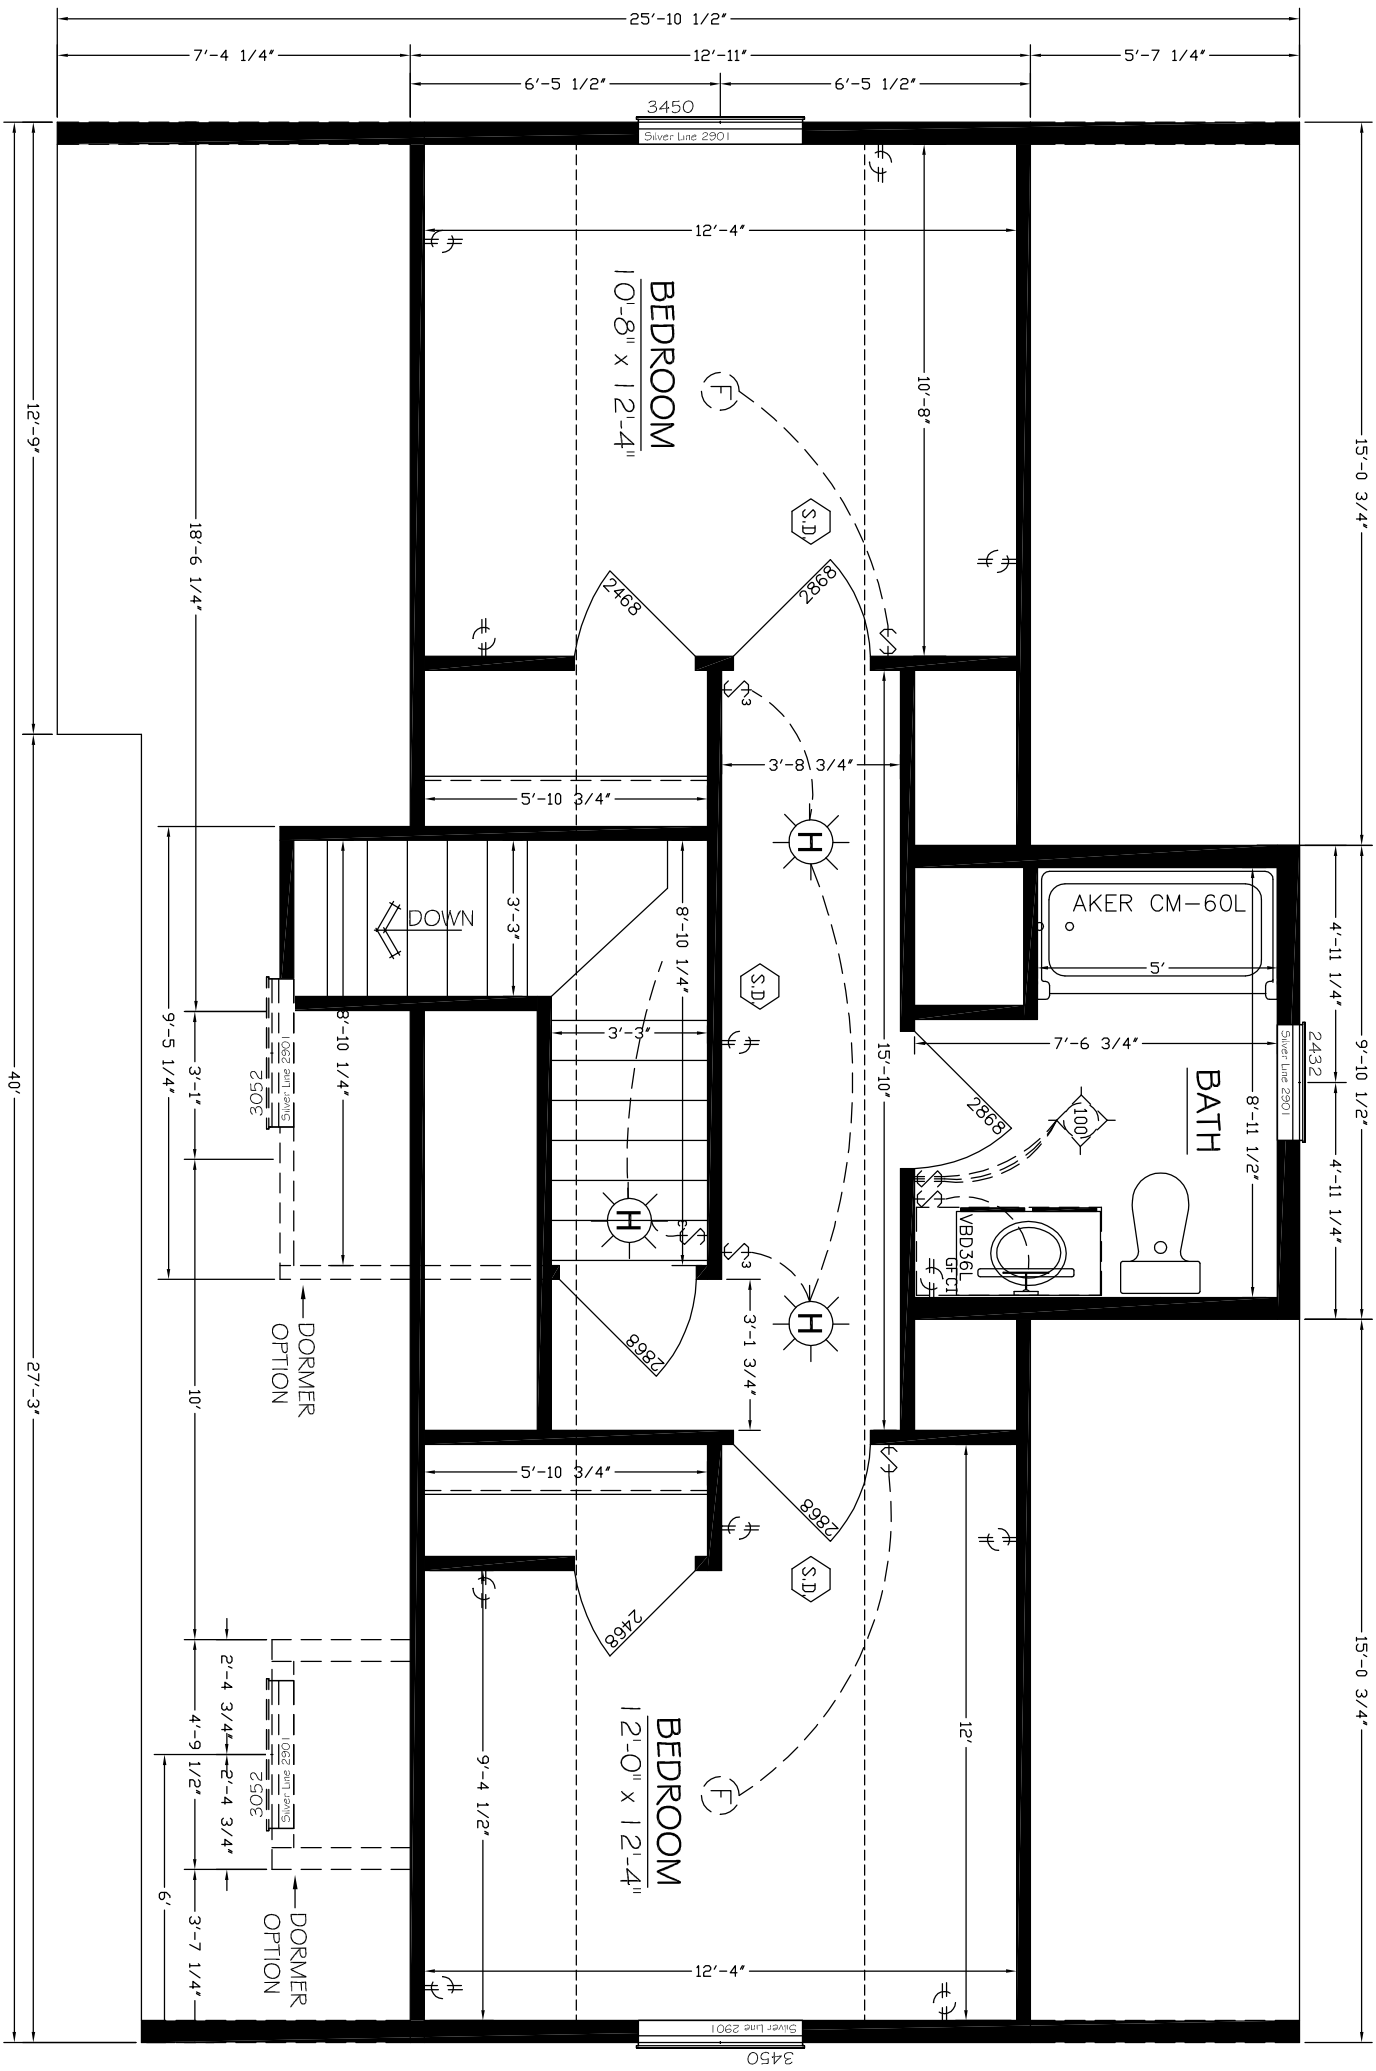 25'-10 1/2"
7'-4 1/4"
12'-11"
5'-7 1/4"
6'-5 1/2"
6'-5 1/2"
3450
Silver Line 2901
12'-4"
BEDROOM
10'-8" x 12'-4"
F
10'-8"
S.D.
2468
2868
12'-9"
15'-0 3/4"
18'-6 1/4"
3
3'-8 3/4"
5'-10 3/4"
H
DOWN
3'-3"
8'-10 1/4"
AKER CM-60L
5'
4'-11 1/4"
S.D.
8'-10 1/4"
3'-3"
15'-10"
7'-6 3/4"
2432
Silver Line 2901
9'-10 1/2"
BATH
8'-11 1/2"
100
2868
9'-5 1/4"
3'-1"
3052
Silver Line 2901
40'
4'-11 1/4"
H
3
3
VBD36L
GFCI
DORMER
OPTION
2868
H
3'-1 3/4"
27'-3"
10'
5'-10 3/4"
2868
S.D.
2468
15'-0 3/4"
2'-4 3/4"
4'-9 1/2"
2'-4 3/4"
3052
Silver Line 2901
BEDROOM
12'-0" x 12'-4"
F
9'-4 1/2"
12'
6'
3'-7 1/4"
DORMER
OPTION
12'-4"
Silver Line 2901
3450